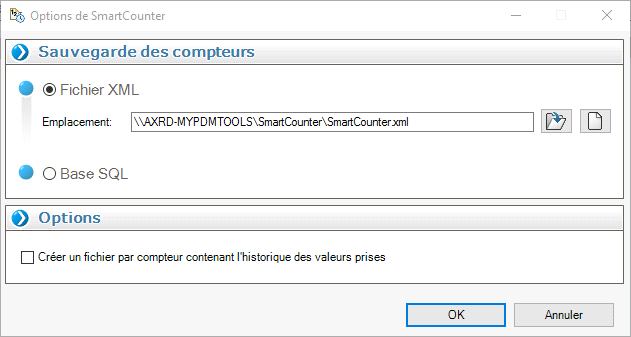 Options de SmartCounter
Sauvegarde des compteurs
Fichier XML
Emplacement: \\AXRD-MYPDMTOOLS\SmartCounter\SmartCounter.xml
Base SQL
Options
Créer un fichier par compteur contenant l'historique des valeurs prises
OK Annuler